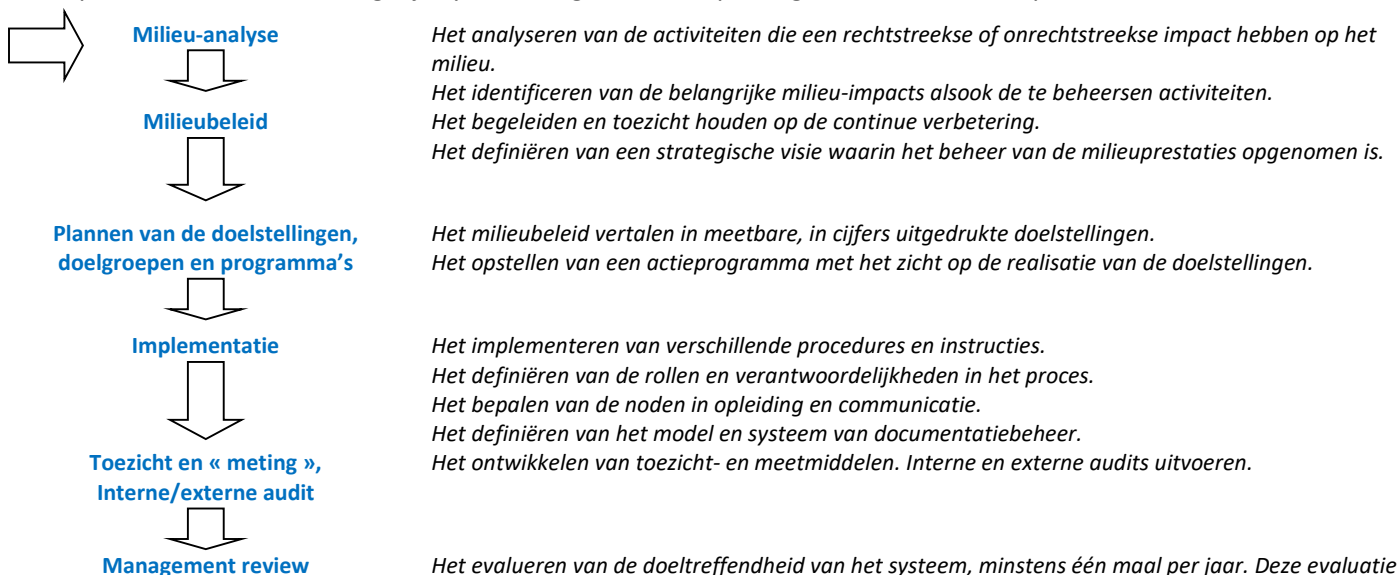 Milieu-analyse
Het analyseren van de activiteiten die een rechtstreekse of onrechtstreekse impact hebben op het
milieu.
Het identificeren van de belangrijke milieu-impacts alsook de te beheersen activiteiten.
Milieubeleid
Het begeleiden en toezicht houden op de continue verbetering.
Het definiëren van een strategische visie waarin het beheer van de milieuprestaties opgenomen is.
Plannen van de doelstellingen,
doelgroepen en programma’s
Het milieubeleid vertalen in meetbare, in cijfers uitgedrukte doelstellingen.
Het opstellen van een actieprogramma met het zicht op de realisatie van de doelstellingen.
Implementatie
Het implementeren van verschillende procedures en instructies.
Het definiëren van de rollen en verantwoordelijkheden in het proces.
Het bepalen van de noden in opleiding en communicatie.
Het definiëren van het model en systeem van documentatiebeheer.
Toezicht en « meting »,
Interne/externe audit
Het ontwikkelen van toezicht- en meetmiddelen. Interne en externe audits uitvoeren.
Management review
Het evalueren van de doeltreffendheid van het systeem, minstens één maal per jaar. Deze evaluatie